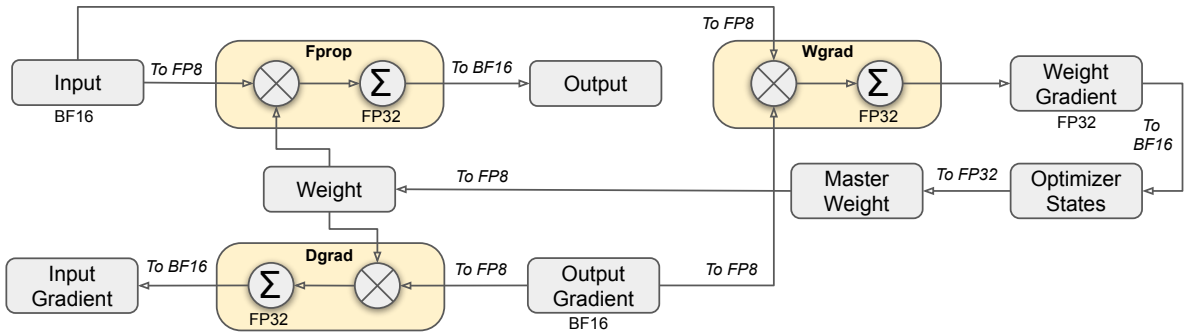 To FP8
Fprop
Wgrad
Input
To FP8
Σ
To BF16
Output
Σ
Weight
Gradient
BF16
FP32
FP32
FP32
To
BF16
Weight
To FP8
Master
Weight
To FP32
Optimizer
States
Dgrad
Input
Gradient
To BF16
Σ
To FP8
Output
Gradient
To FP8
FP32
BF16